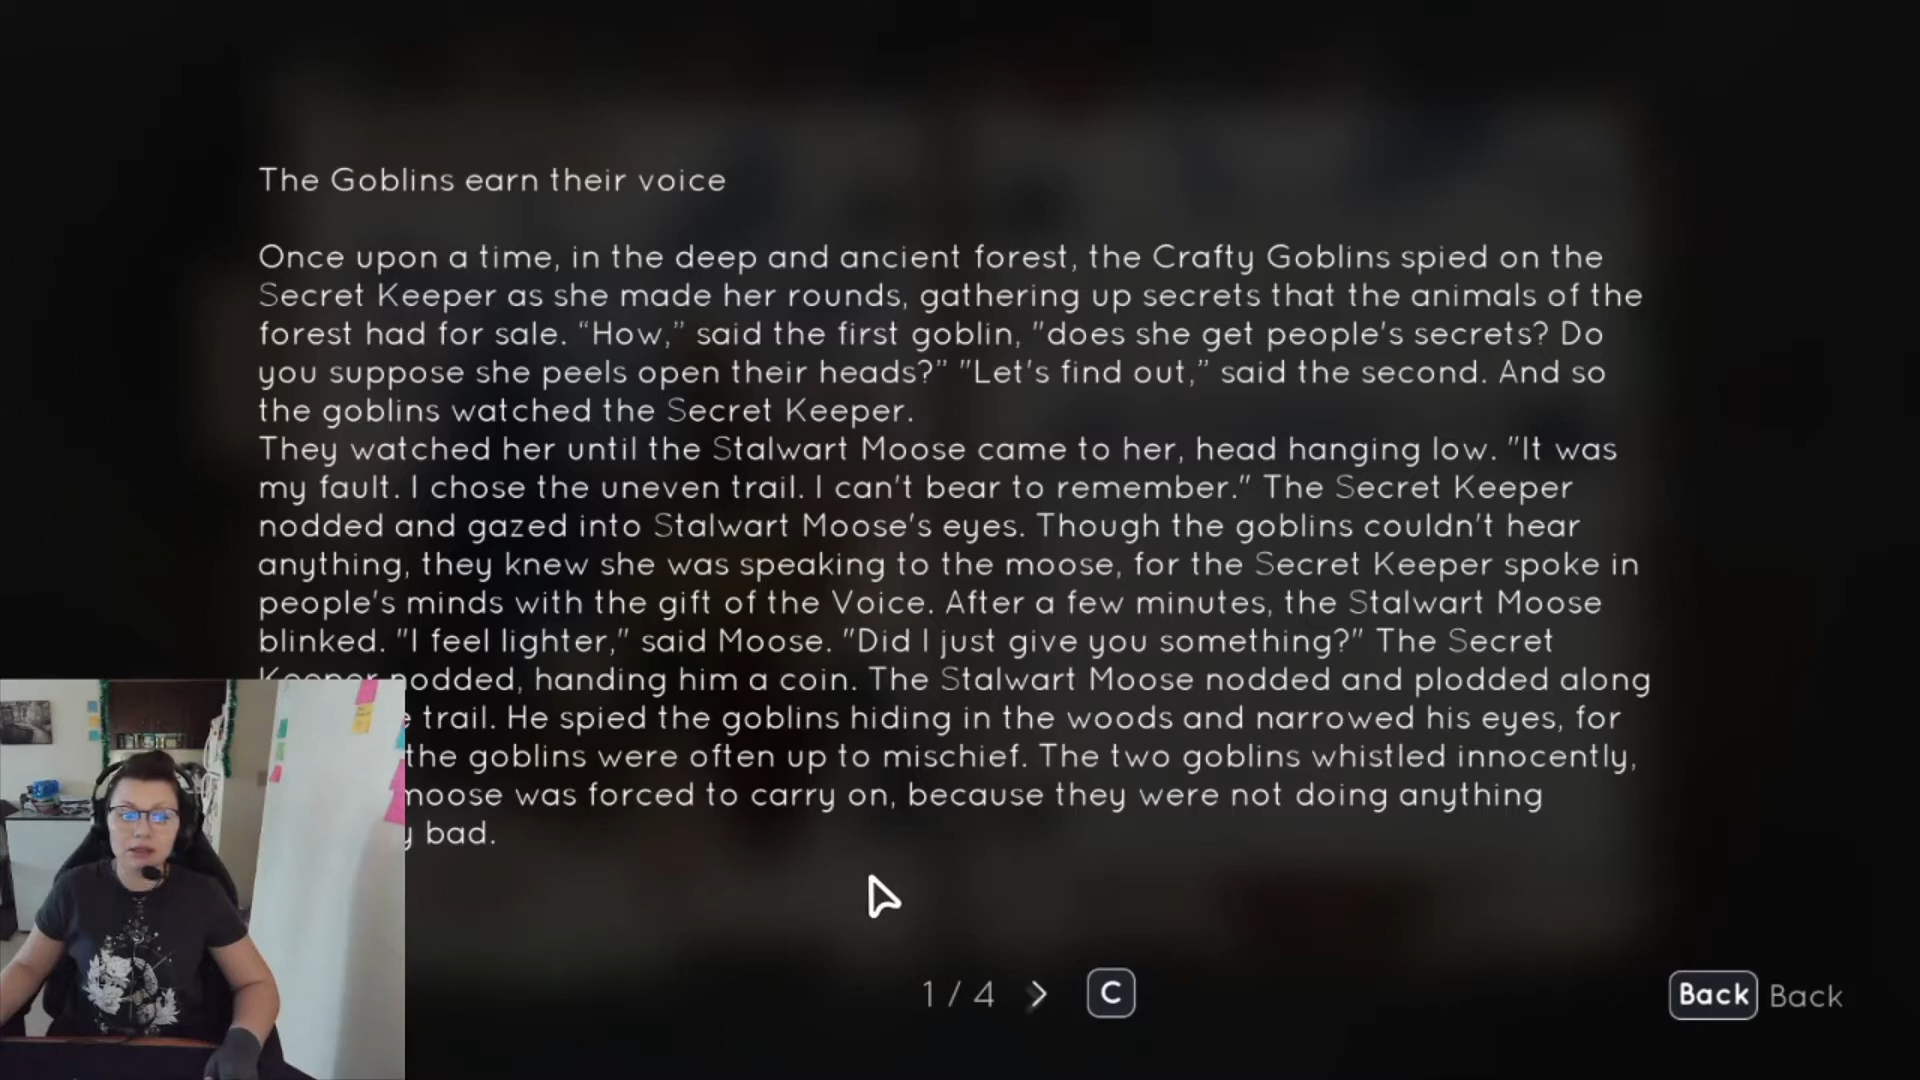 The Goblins earn their voice
Once upon a time, in the deep and ancient forest, the Crafty Goblins spied on the
Secret Keeper as she made her rounds, gathering up secrets that the animals of the
forest had for sale. “How,” said the first goblin, "does she get people's secrets? Do
you suppose she peels open their heads?” "Let's find out,” said the second. And so
the goblins watched the Secret Keeper.
They watched her until the Stalwart Moose came to her, head hanging low. "It was
my fault. I chose the uneven trail. I can't bear to remember." The Secret Keeper
nodded and gazed into Stalwart Moose's eyes. Though the goblins couldn't hear
anything, they knew she was speaking to the moose, for the Secret Keeper spoke in
people's minds with the gift of the Voice. After a few minutes, the Stalwart Moose
blinked. "I feel lighter," said Moose. "Did I just give you something?" The Secret
Keeper nodded, handing him a coin. The Stalwart Moose nodded and plodded along
trail. He spied the goblins hiding in the woods and narrowed his eyes, for
the goblins were often up to mischief. The two goblins whistled innocently,
moose was forced to carry on, because they were not doing anything
bad.
1 / 4 > C
Back Back